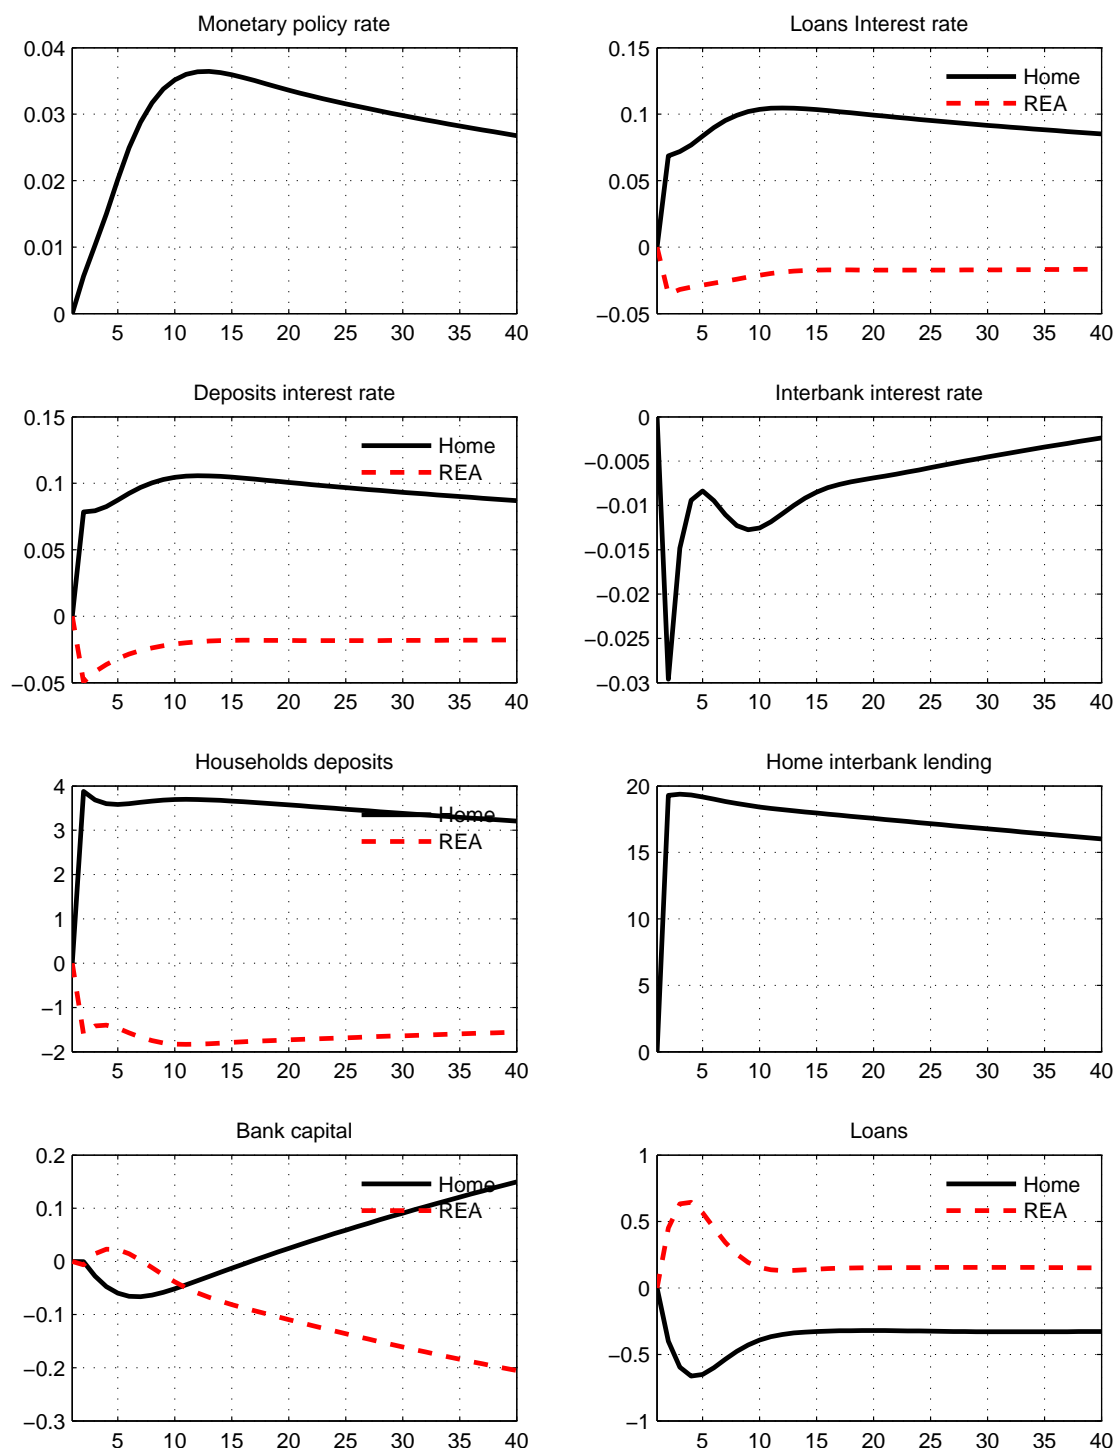 Monetary policy rate
0.04
0.03
0.02
0.01
0
5 10 15 20 25 30 35 40
Loans Interest rate
0.15
0.1
0.05
0
−0.05
Home
REA
5 10 15 20 25 30 35 40
Deposits interest rate
0.15
0.1
0.05
0
−0.05
Home
REA
5 10 15 20 25 30 35 40
Interbank interest rate
0
−0.005
−0.01
−0.015
−0.02
−0.025
−0.03
5 10 15 20 25 30 35 40
Households deposits
4
3
2
1
0
−1
−2
Home
REA
5 10 15 20 25 30 35 40
Home interbank lending
20
15
10
5
0
5 10 15 20 25 30 35 40
Bank capital
0.2
0.1
0
−0.1
−0.2
−0.3
Home
REA
5 10 15 20 25 30 35 40
Loans
1
0.5
0
−0.5
−1
Home
REA
5 10 15 20 25 30 35 40